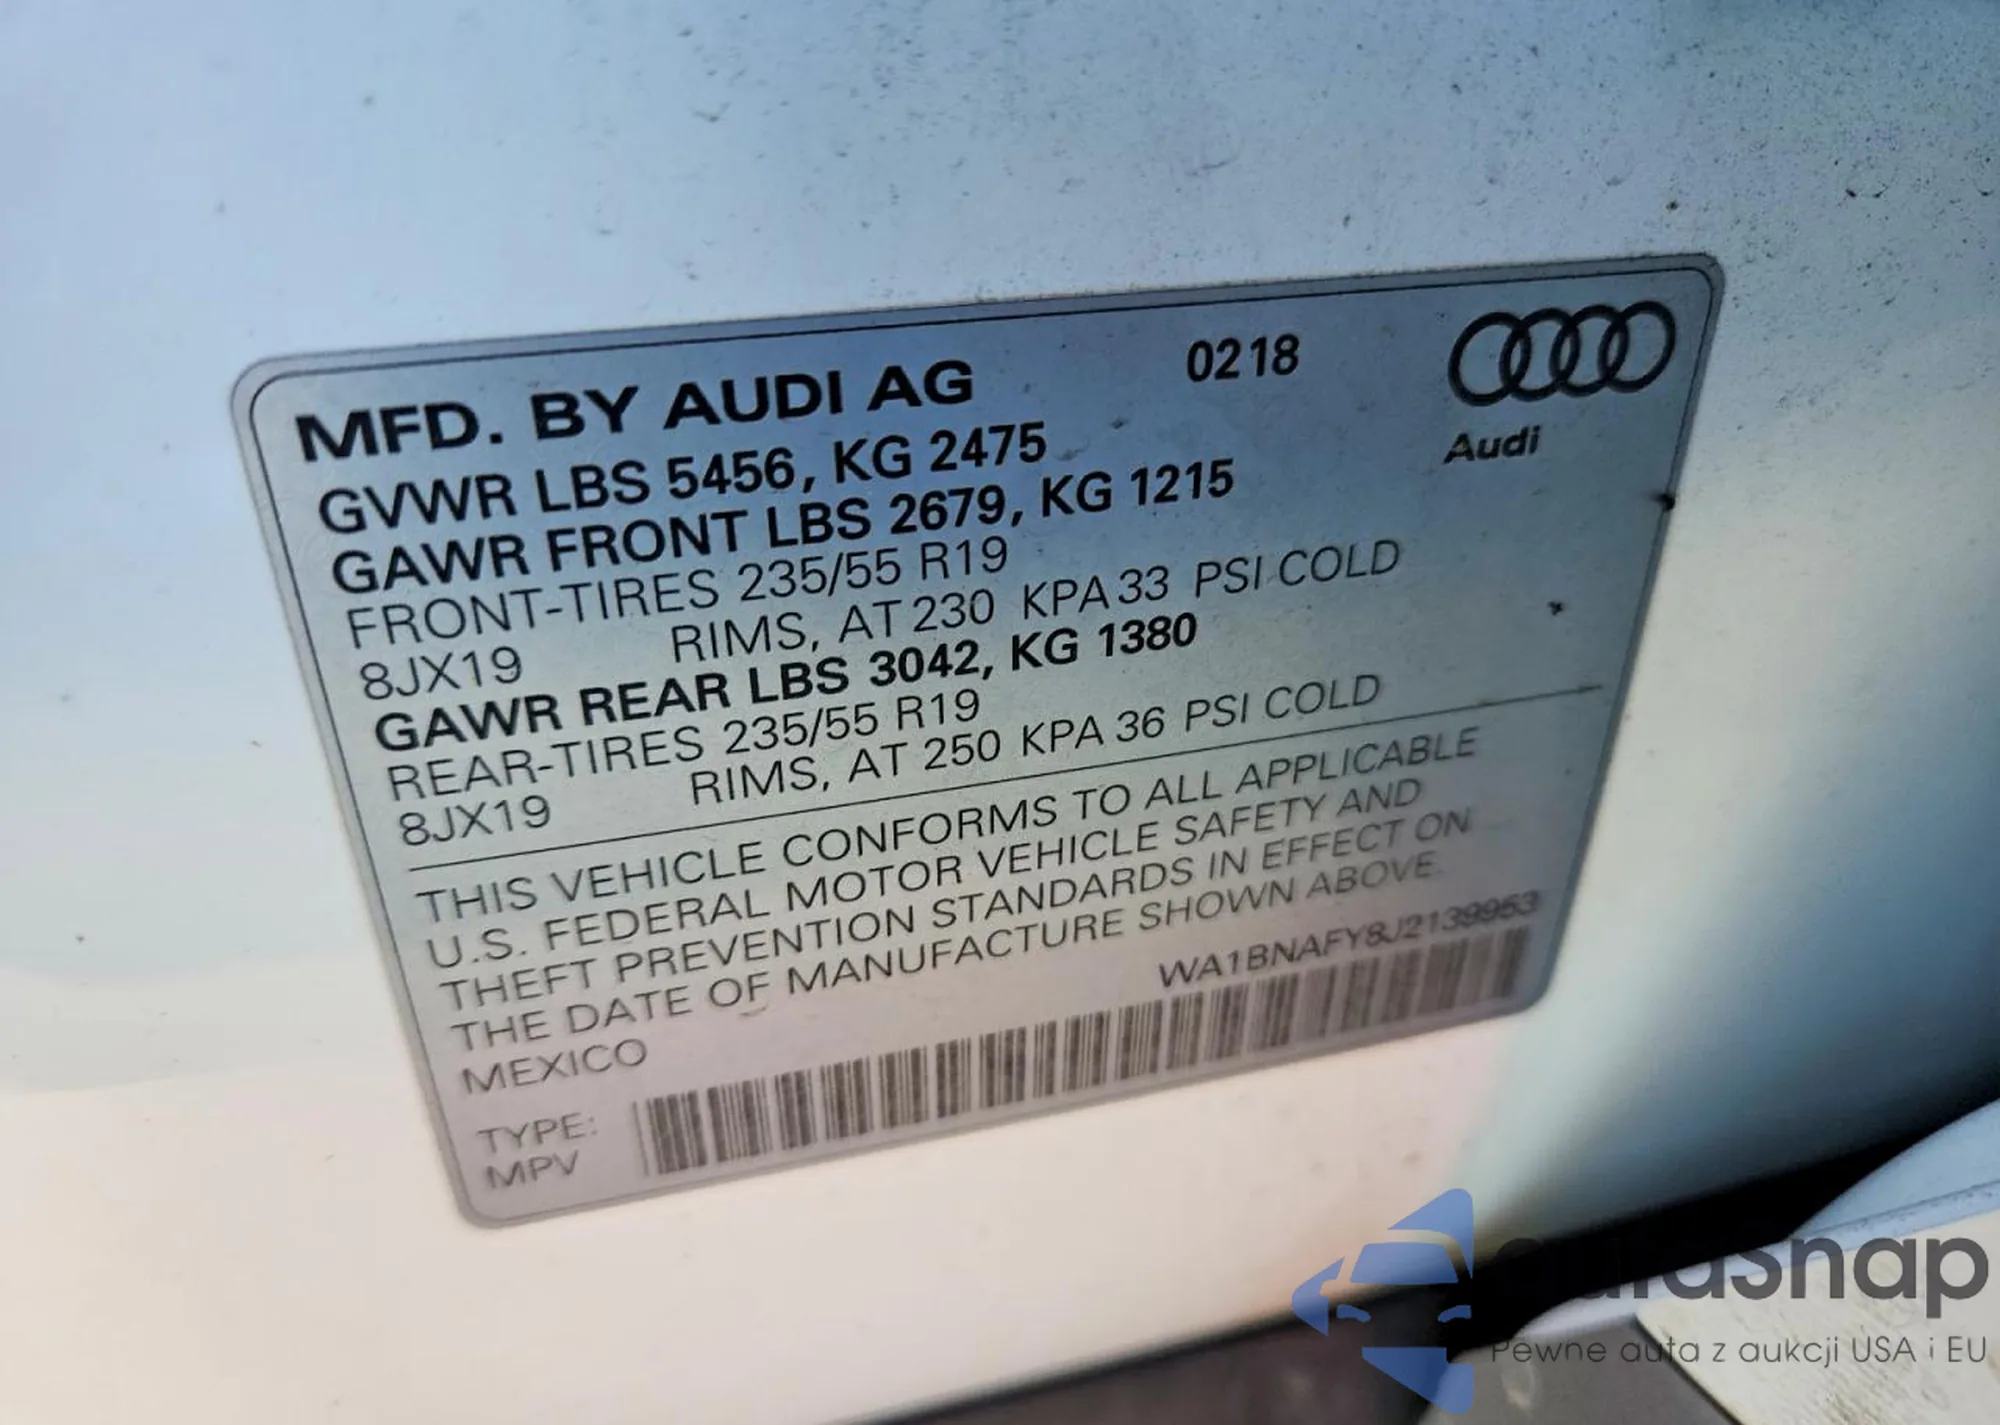 MFD. BY AUDI AG 0218
Audi
GVWR LBS 5456, KG 2475
GAWR FRONT LBS 2679, KG 1215
FRONT-TIRES 235/55 R19
8JX19 RIMS, AT 230 KPA 33 PSI COLD
GAWR REAR LBS 3042, KG 1380
REAR-TIRES 235/55 R19
8JX19 RIMS, AT 250 KPA 36 PSI COLD
THIS VEHICLE CONFORMS TO ALL APPLICABLE
U.S. FEDERAL MOTOR VEHICLE SAFETY AND
THEFT PREVENTION STANDARDS IN EFFECT ON
THE DATE OF MANUFACTURE SHOWN ABOVE.
MEXICO WA1BNAFY8J2139953
TYPE:
MPV
autasnap
Pewne auta z aukcji USA i EU